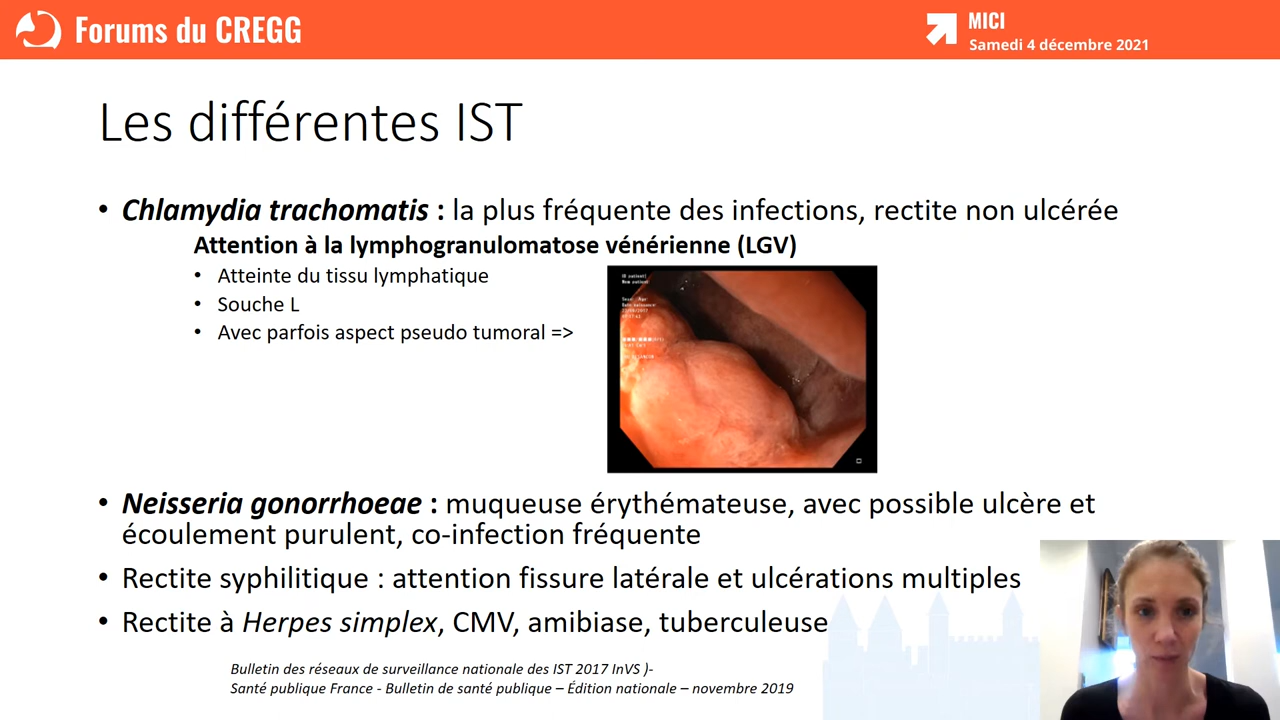 Forums du CREGG
MICI
Samedi 4 décembre 2021
Les différentes IST
• Chlamydia trachomatis : la plus fréquente des infections, rectite non ulcérée
Attention à la lymphogranulomatose vénérienne (LGV)
• Atteinte du tissu lymphatique
• Souche L
• Avec parfois aspect pseudo tumoral =>
• Neisseria gonorrhoeae : muqueuse érythémateuse, avec possible ulcère et
écoulement purulent, co-infection fréquente
• Rectite syphilitique : attention fissure latérale et ulcérations multiples
• Rectite à Herpes simplex, CMV, amibiase, tuberculeuse
Bulletin des réseaux de surveillance nationale des IST 2017 InVS )-
Santé publique France - Bulletin de santé publique – Édition nationale – novembre 2019